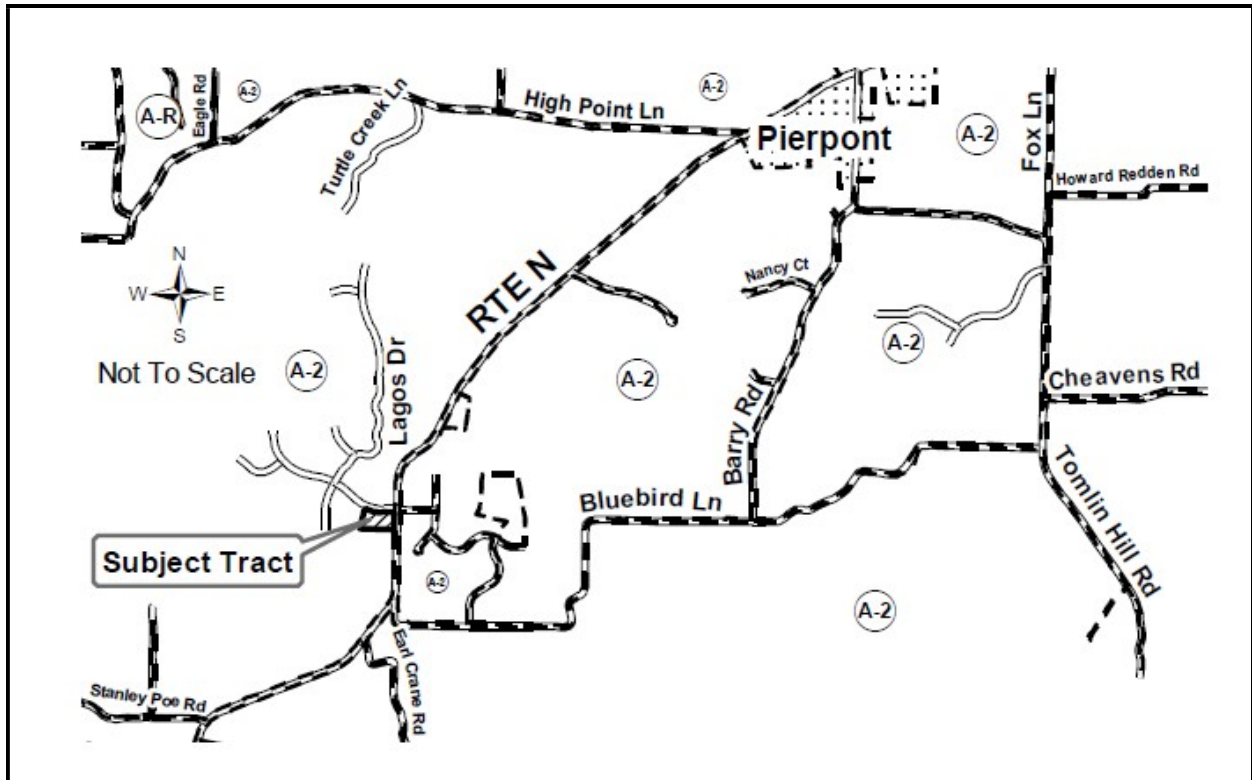 Eagle Rd
A-2
A-R
Turtle Creek Ln
High Point Ln
A-2
Pierpont
A-2
Fox Ln
Howard Redden Rd
N
W E
S
Not To Scale
A-2
Lagos Dr
RTE N
Nancy Ct
A-2
A-2
Cheavens Rd
Barry Rd
Bluebird Ln
Tomlin Hill Rd
Subject Tract
A-2
A-2
Earl Crane Rd
Stanley Poe Rd